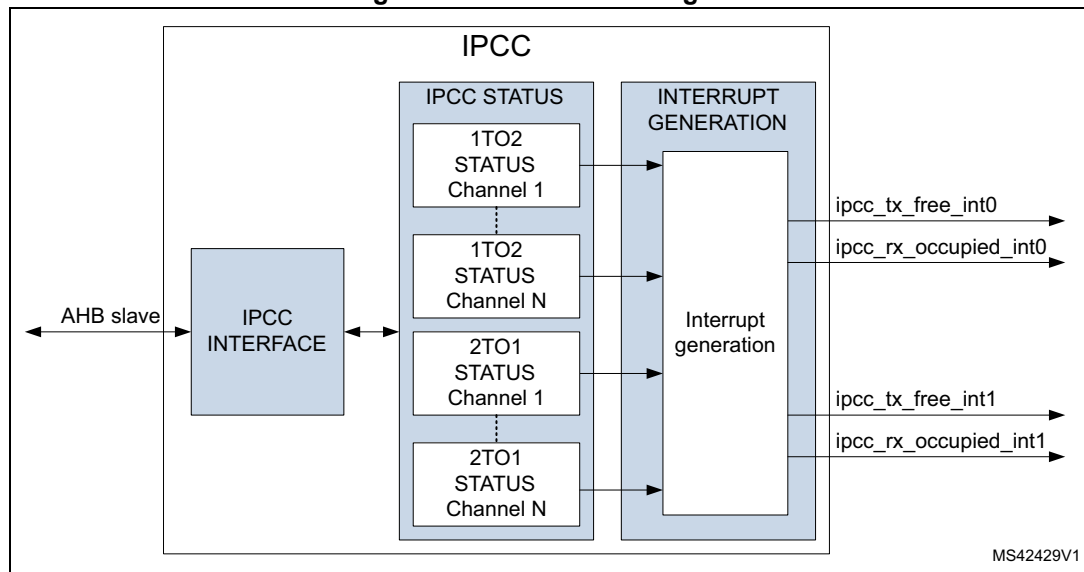 IPCC
IPCC STATUS
INTERRUPT
GENERATION
1TO2
STATUS
Channel 1
1TO2
STATUS
Channel N
2TO1
STATUS
Channel 1
2TO1
STATUS
Channel N
AHB slave
IPCC
INTERFACE
Interrupt
generation
ipcc_tx_free_int0
ipcc_rx_occupied_int0
ipcc_tx_free_int1
ipcc_rx_occupied_int1
MS42429V1